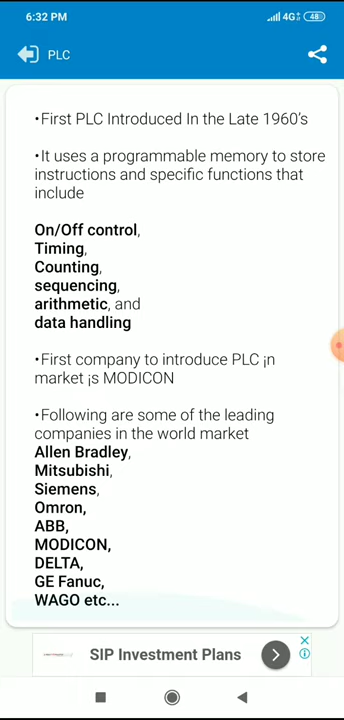 6:32 PM
4G 48
PLC
•First PLC Introduced In the Late 1960's
•It uses a programmable memory to store
instructions and specific functions that
include
On/Off control,
Timing,
Counting,
sequencing,
arithmetic, and
data handling
•First company to introduce PLC ¡n
market ¡s MODICON
•Following are some of the leading
companies in the world market
Allen Bradley,
Mitsubishi,
Siemens,
Omron,
ABB,
MODICON,
DELTA,
GE Fanuc,
WAGO etc...
SIP Investment Plans